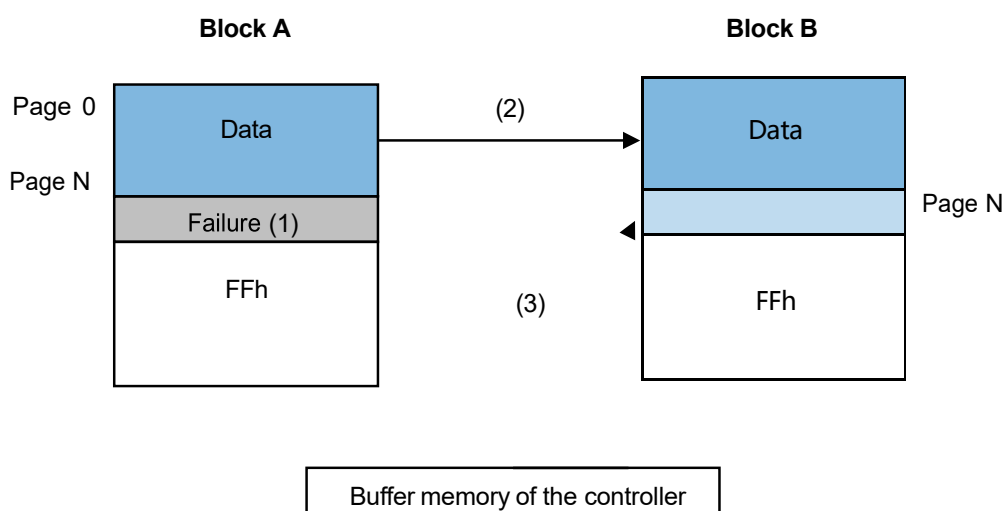 Block A
Block B
Page 0
Data
(2)
Data
Page N
Failure (1)
Page N
FFh
(3)
FFh
Buffer memory of the controller